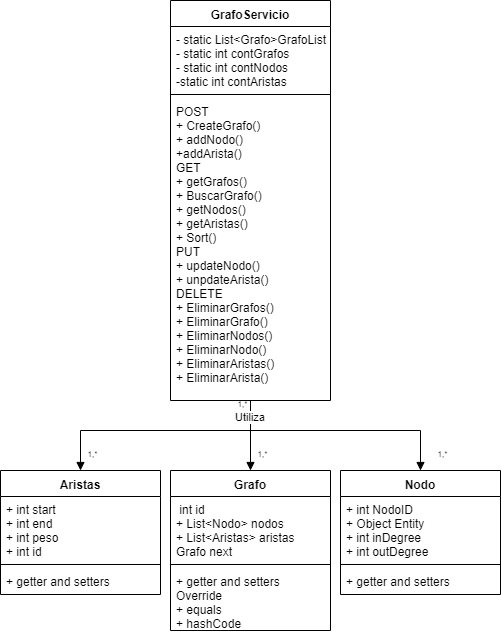 GrafoServicio
- static List<Grafo>GrafoList
- static int contGrafos
- static int contNodos
-static int contAristas
POST
+ CreateGrafo()
+ addNodo()
+addArista()
GET
+ getGrafos()
+ BuscarGrafo()
+ getNodos()
+ getAristas()
+ Sort()
PUT
+ updateNodo()
+ unpdateArista()
DELETE
+ EliminarGrafos()
+ EliminarGrafo()
+ EliminarNodos()
+ EliminarNodo()
+ EliminarAristas()
+ EliminarArista()
1,*
Utiliza
1,*
1,*
1,*
Aristas
+ int start
+ int end
+ int peso
+ int id
+ getter and setters
Grafo
int id
+ List<Nodo> nodos
+ List<Aristas> aristas
Grafo next
+ getter and setters
Override
+ equals
+ hashCode
Nodo
+ int NodoID
+ Object Entity
+ int inDegree
+ int outDegree
+ getter and setters